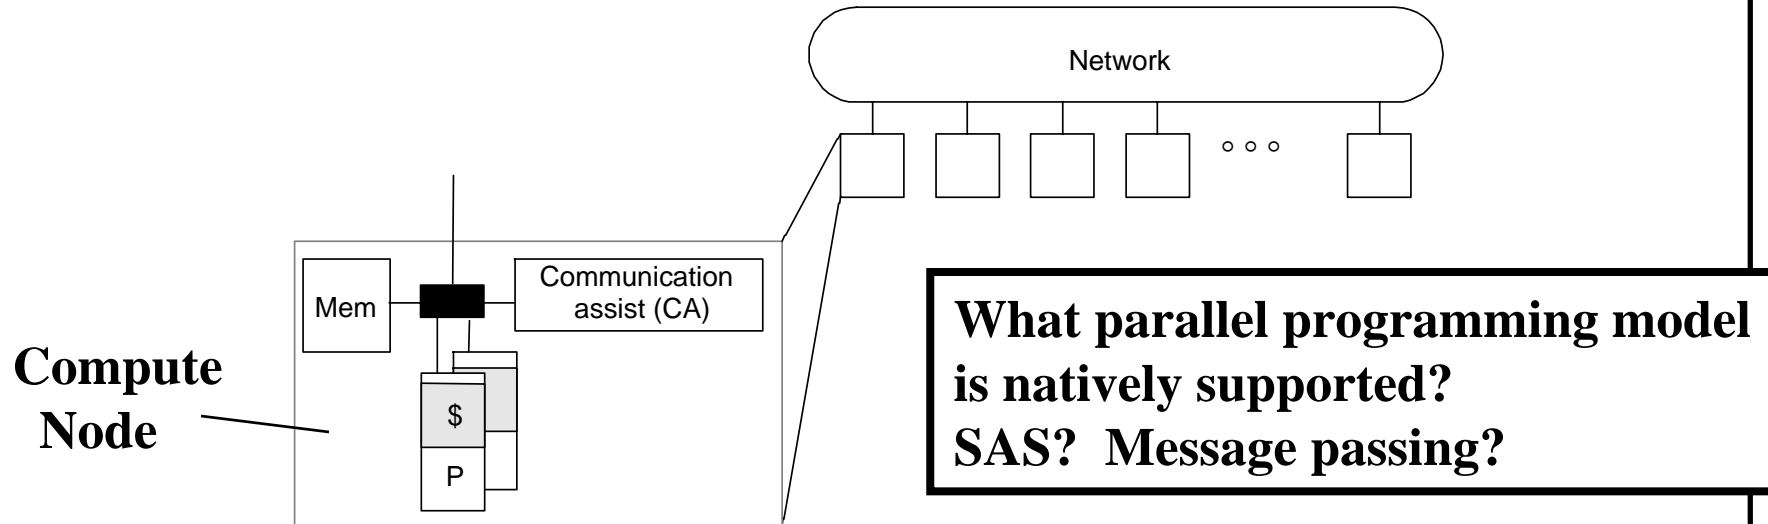 Network
° ° °
Mem
Communication
assist (CA)
$
P
Compute
Node
What parallel programming model
is natively supported?
SAS? Message passing?